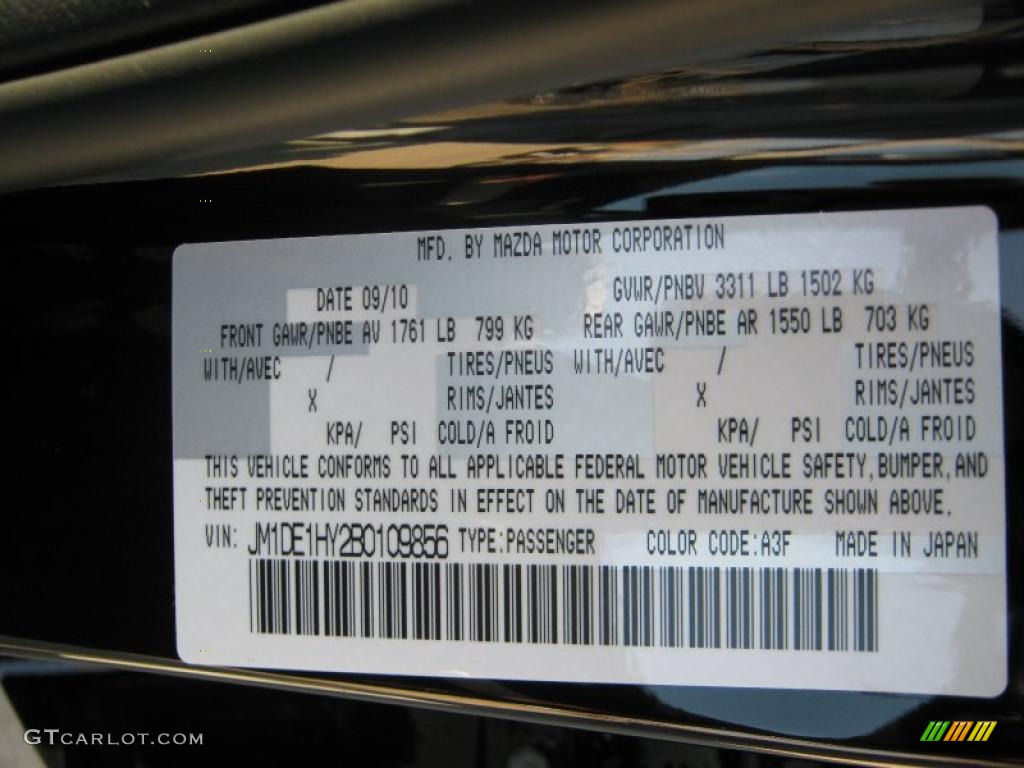 MFD. BY MAZDA MOTOR CORPORATION
DATE 09/10 GVWR/PNBV 3311 LB 1502 KG
FRONT GAWR/PNBE AV 1761 LB 799 KG REAR GAWR/PNBE AR 1550 LB 703 KG
WITH/AVEC / TIRES/PNEUS WITH/AVEC / TIRES/PNEUS
X RIMS/JANTES X RIMS/JANTES
KPA/ PSI COLD/A FROID KPA/ PSI COLD/A FROID
THIS VEHICLE CONFORMS TO ALL APPLICABLE FEDERAL MOTOR VEHICLE SAFETY,BUMPER,AND
THEFT PREVENTION STANDARDS IN EFFECT ON THE DATE OF MANUFACTURE SHOWN ABOVE.
VIN: JM1DE1HY2B0109856 TYPE:PASSENGER COLOR CODE:A3F MADE IN JAPAN
GTCARLOT.COM